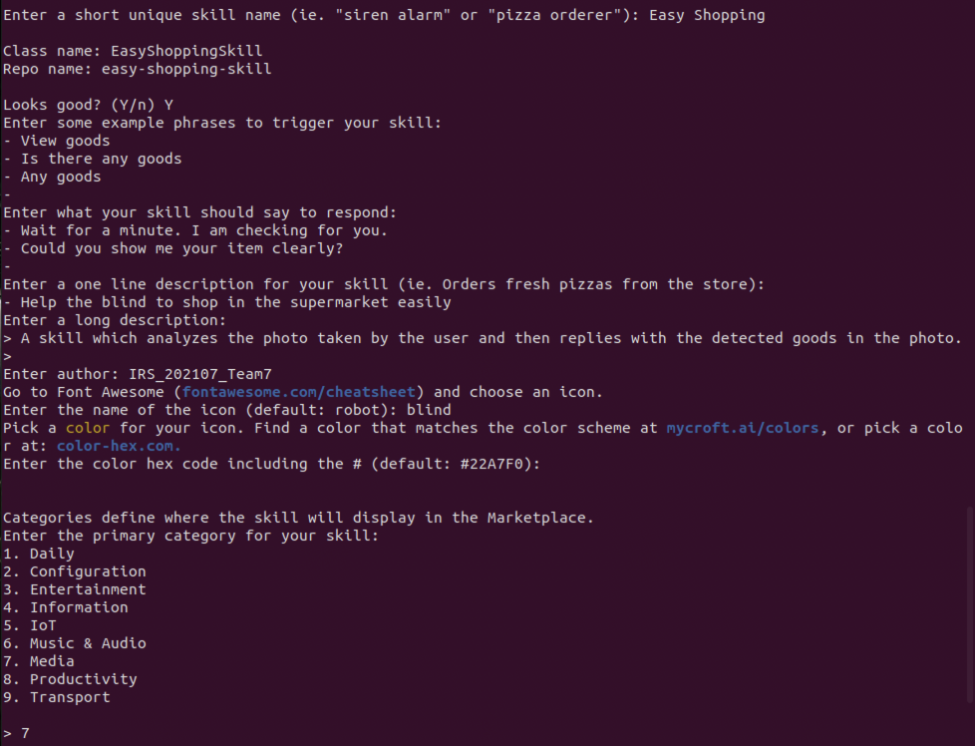 Enter a short unique skill name (ie. "siren alarm" or "pizza orderer"): Easy Shopping
Class name: EasyShoppingSkill
Repo name: easy-shopping-skill
Looks good? (Y/n) Y
Enter some example phrases to trigger your skill:
- View goods
- Is there any goods
- Any goods
-
Enter what your skill should say to respond:
- Wait for a minute. I am checking for you.
- Could you show me your item clearly?
-
Enter a one line description for your skill (ie. Orders fresh pizzas from the store):
- Help the blind to shop in the supermarket easily
Enter a long description:
> A skill which analyzes the photo taken by the user and then replies with the detected goods in the photo.
>
Enter author: IRS_202107_Team7
Go to Font Awesome (fontawesome.com/cheatsheet) and choose an icon.
Enter the name of the icon (default: robot): blind
Pick a color for your icon. Find a color that matches the color scheme at mycroft.ai/colors, or pick a colo
r at: color-hex.com.
Enter the color hex code including the # (default: #22A7F0):
Categories define where the skill will display in the Marketplace.
Enter the primary category for your skill:
1. Daily
2. Configuration
3. Entertainment
4. Information
5. IoT
6. Music & Audio
7. Media
8. Productivity
9. Transport
> 7